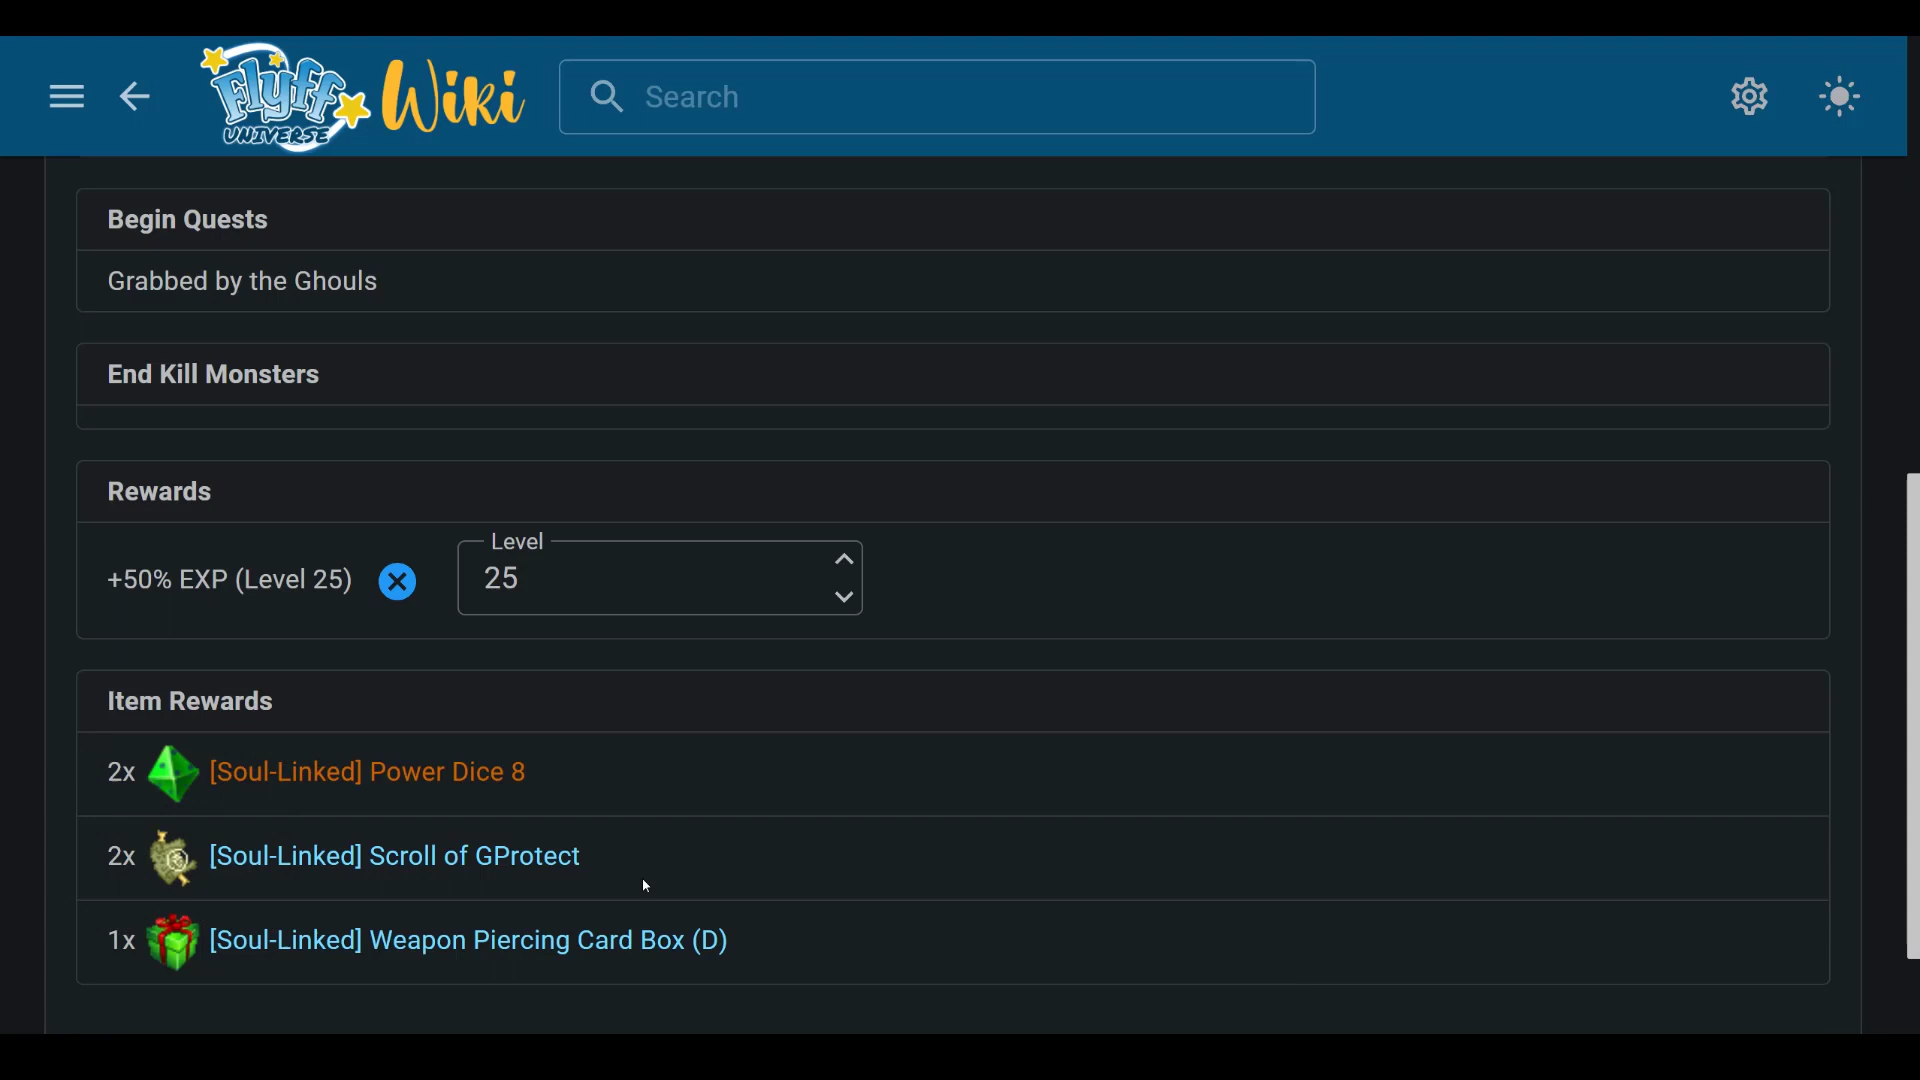 Flyff
UNIVERSE
Wiki
Search
Begin Quests
Grabbed by the Ghouls
End Kill Monsters
Rewards
Level
+50% EXP (Level 25)
25
Item Rewards
2x [Soul-Linked] Power Dice 8
2x [Soul-Linked] Scroll of GProtect
1x [Soul-Linked] Weapon Piercing Card Box (D)